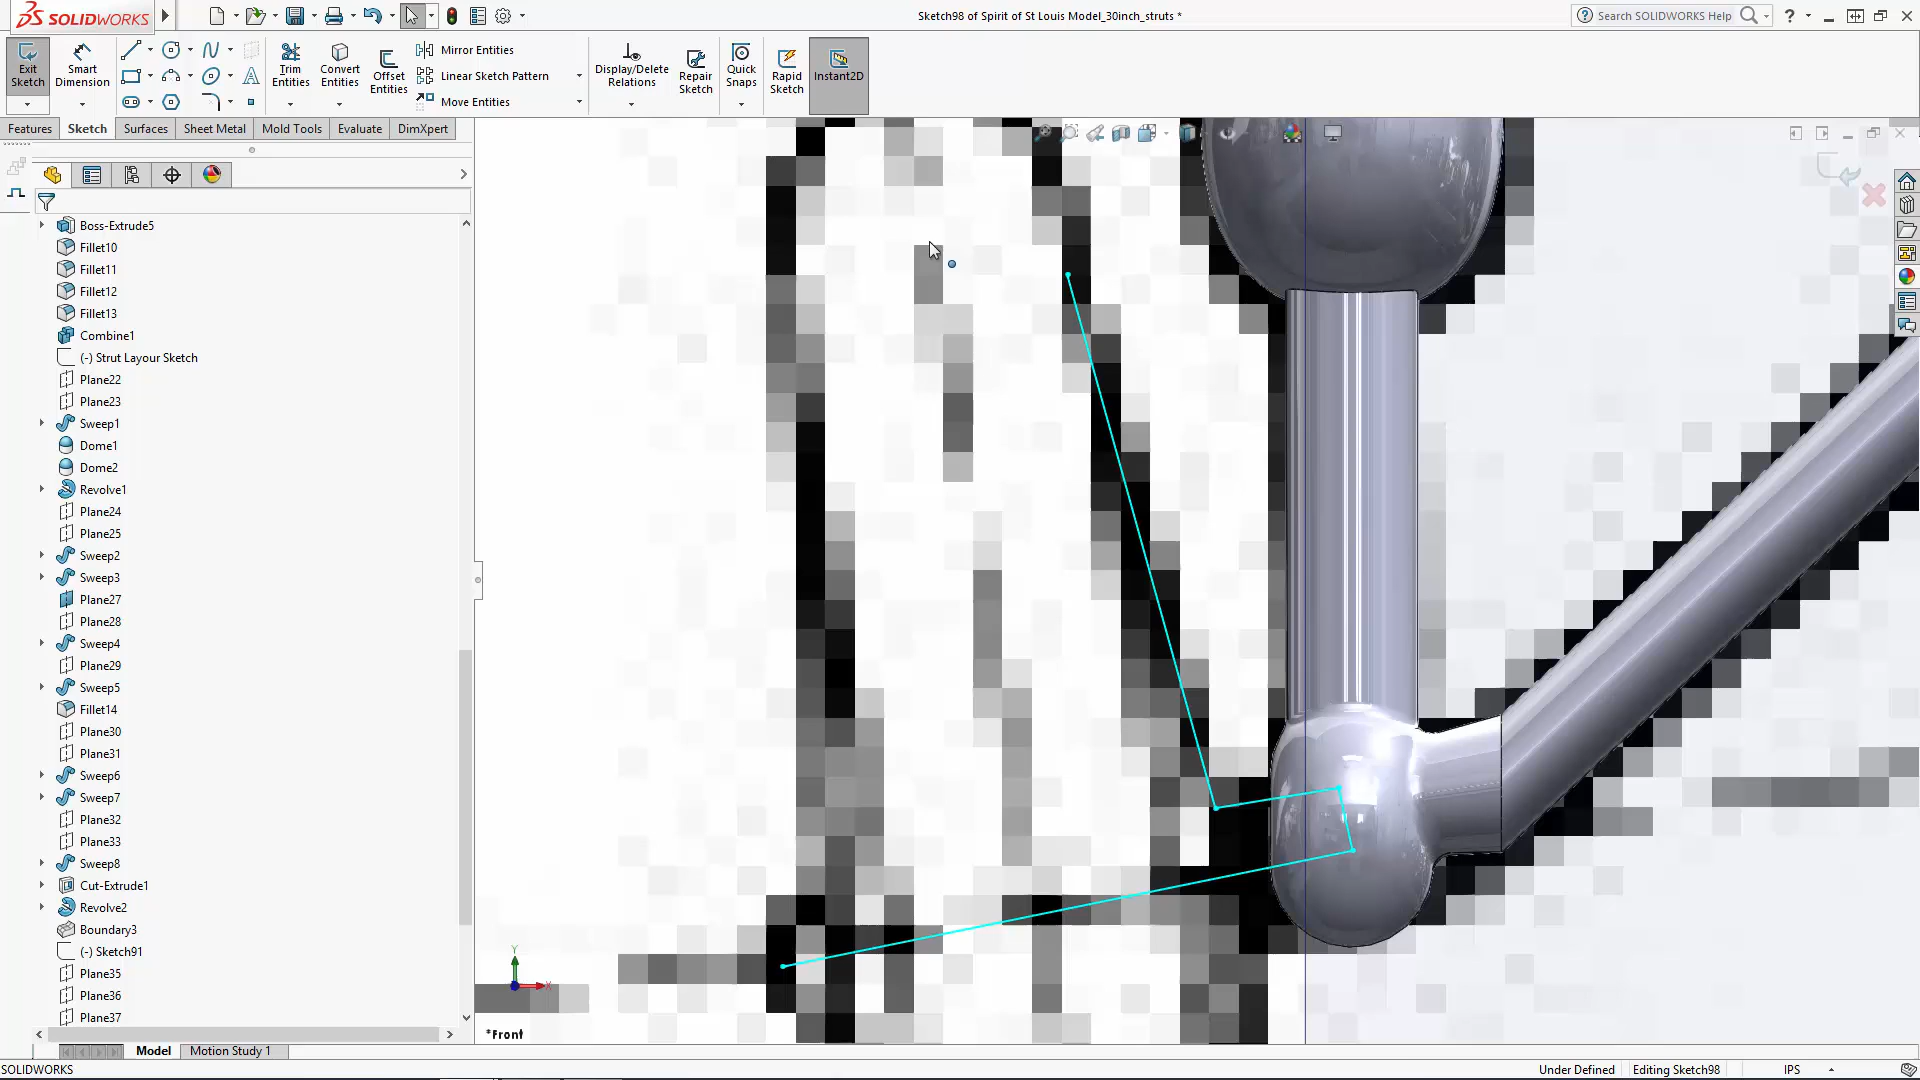 SOLIDWORKS
Sketch98 of Spirit of St Louis Model_30inch_struts *
Search SOLIDWORKS Help
Exit Sketch
Smart Dimension
Trim Entities
Convert Entities
Offset Entities
Mirror Entities
Linear Sketch Pattern
Move Entities
Display/Delete Relations
Repair Sketch
Quick Snaps
Rapid Sketch
Instant2D
Features
Sketch
Surfaces
Sheet Metal
Mold Tools
Evaluate
DimXpert
Boss-Extrude5
Fillet10
Fillet11
Fillet12
Fillet13
Combine1
(-) Strut Layour Sketch
Plane22
Plane23
Sweep1
Dome1
Dome2
Revolve1
Plane24
Plane25
Sweep2
Sweep3
Plane27
Plane28
Sweep4
Plane29
Sweep5
Fillet14
Plane30
Plane31
Sweep6
Sweep7
Plane32
Plane33
Sweep8
Cut-Extrude1
Revolve2
Boundary3
(-) Sketch91
Plane35
Plane36
Plane37
Y
X
*Front
Model
Motion Study 1
SOLIDWORKS
Under Defined
Editing Sketch98
IPS